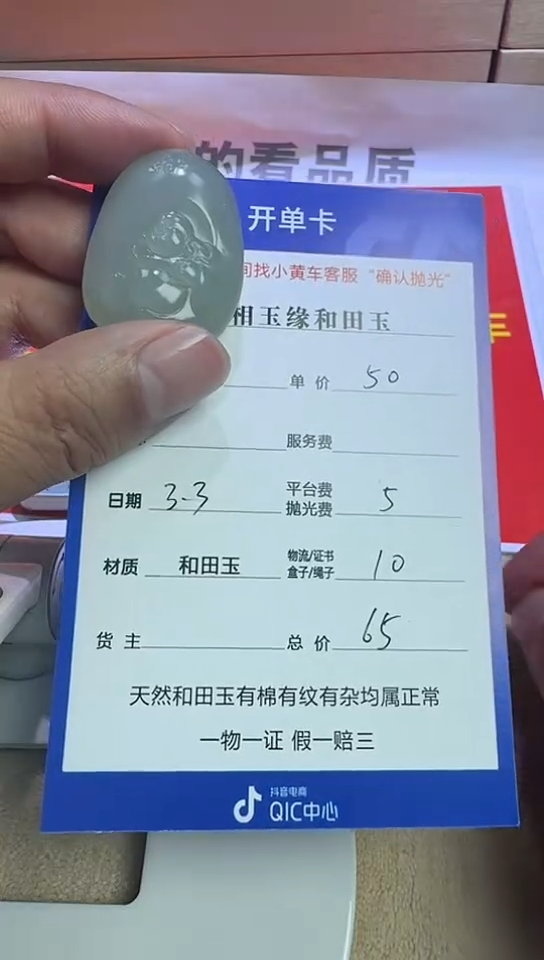 的看品质
开单卡
间找小黄车客服“确认抛光”
相玉缘和田玉
单价 50
服务费
日期 3-3 平台费 抛光费 5
材质 和田玉 物流/证书 盒子/绳子 10
货主 总价 65
天然和田玉有棉有纹有杂均属正常
一物一证 假一赔三
抖音电商
QIC中心